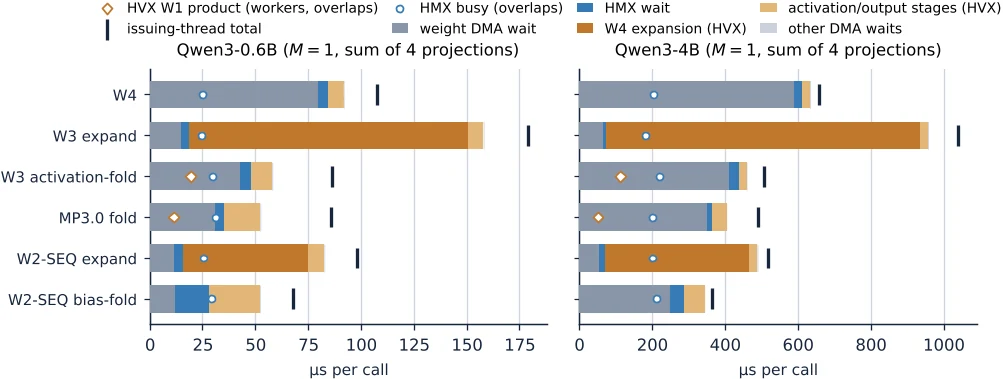 HVX W1 product (workers, overlaps)
HMX busy (overlaps)
HMX wait
activation/output stages (HVX)
issuing-thread total
weight DMA wait
W4 expansion (HVX)
other DMA waits
Qwen3-0.6B (M = 1, sum of 4 projections)
Qwen3-4B (M = 1, sum of 4 projections)
W4
W3 expand
W3 activation-fold
MP3.0 fold
W2-SEQ expand
W2-SEQ bias-fold
0 25 50 75 100 125 150 175
0 200 400 600 800 1000
µs per call
µs per call